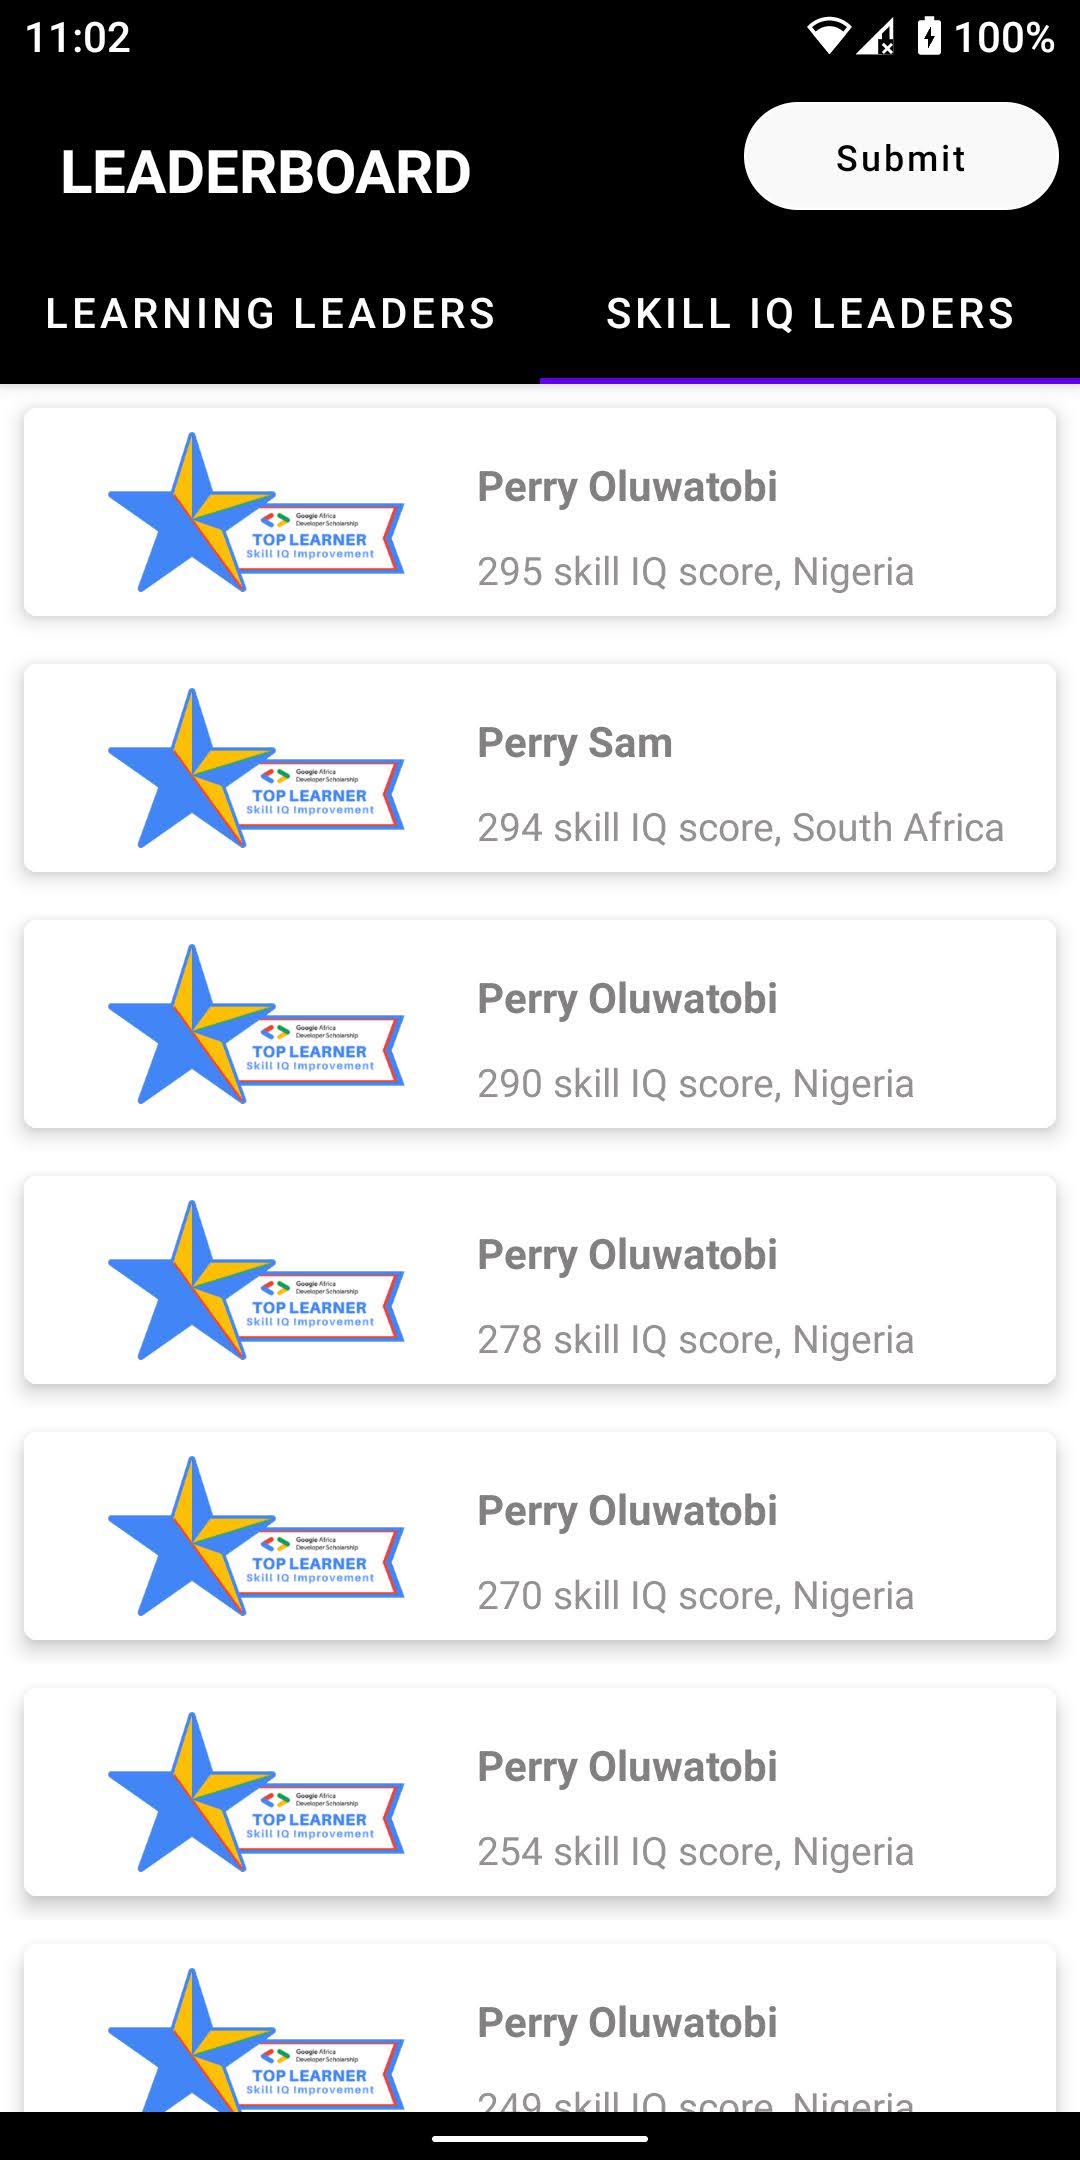 11:02 100%
LEADERBOARD
Submit
LEARNING LEADERS SKILL IQ LEADERS
Perry Oluwatobi
Google Africa
Developer Scholarship
TOP LEARNER
Skill IQ Improvement
295 skill IQ score, Nigeria
Perry Sam
Google Africa
Developer Scholarship
TOP LEARNER
Skill IQ Improvement
294 skill IQ score, South Africa
Perry Oluwatobi
Google Africa
Developer Scholarship
TOP LEARNER
Skill IQ Improvement
290 skill IQ score, Nigeria
Perry Oluwatobi
Google Africa
Developer Scholarship
TOP LEARNER
Skill IQ Improvement
278 skill IQ score, Nigeria
Perry Oluwatobi
Google Africa
Developer Scholarship
TOP LEARNER
Skill IQ Improvement
270 skill IQ score, Nigeria
Perry Oluwatobi
Google Africa
Developer Scholarship
TOP LEARNER
Skill IQ Improvement
254 skill IQ score, Nigeria
Perry Oluwatobi
Google Africa
Developer Scholarship
TOP LEARNER
Skill IQ Improvement
249 skill IQ score, Nigeria